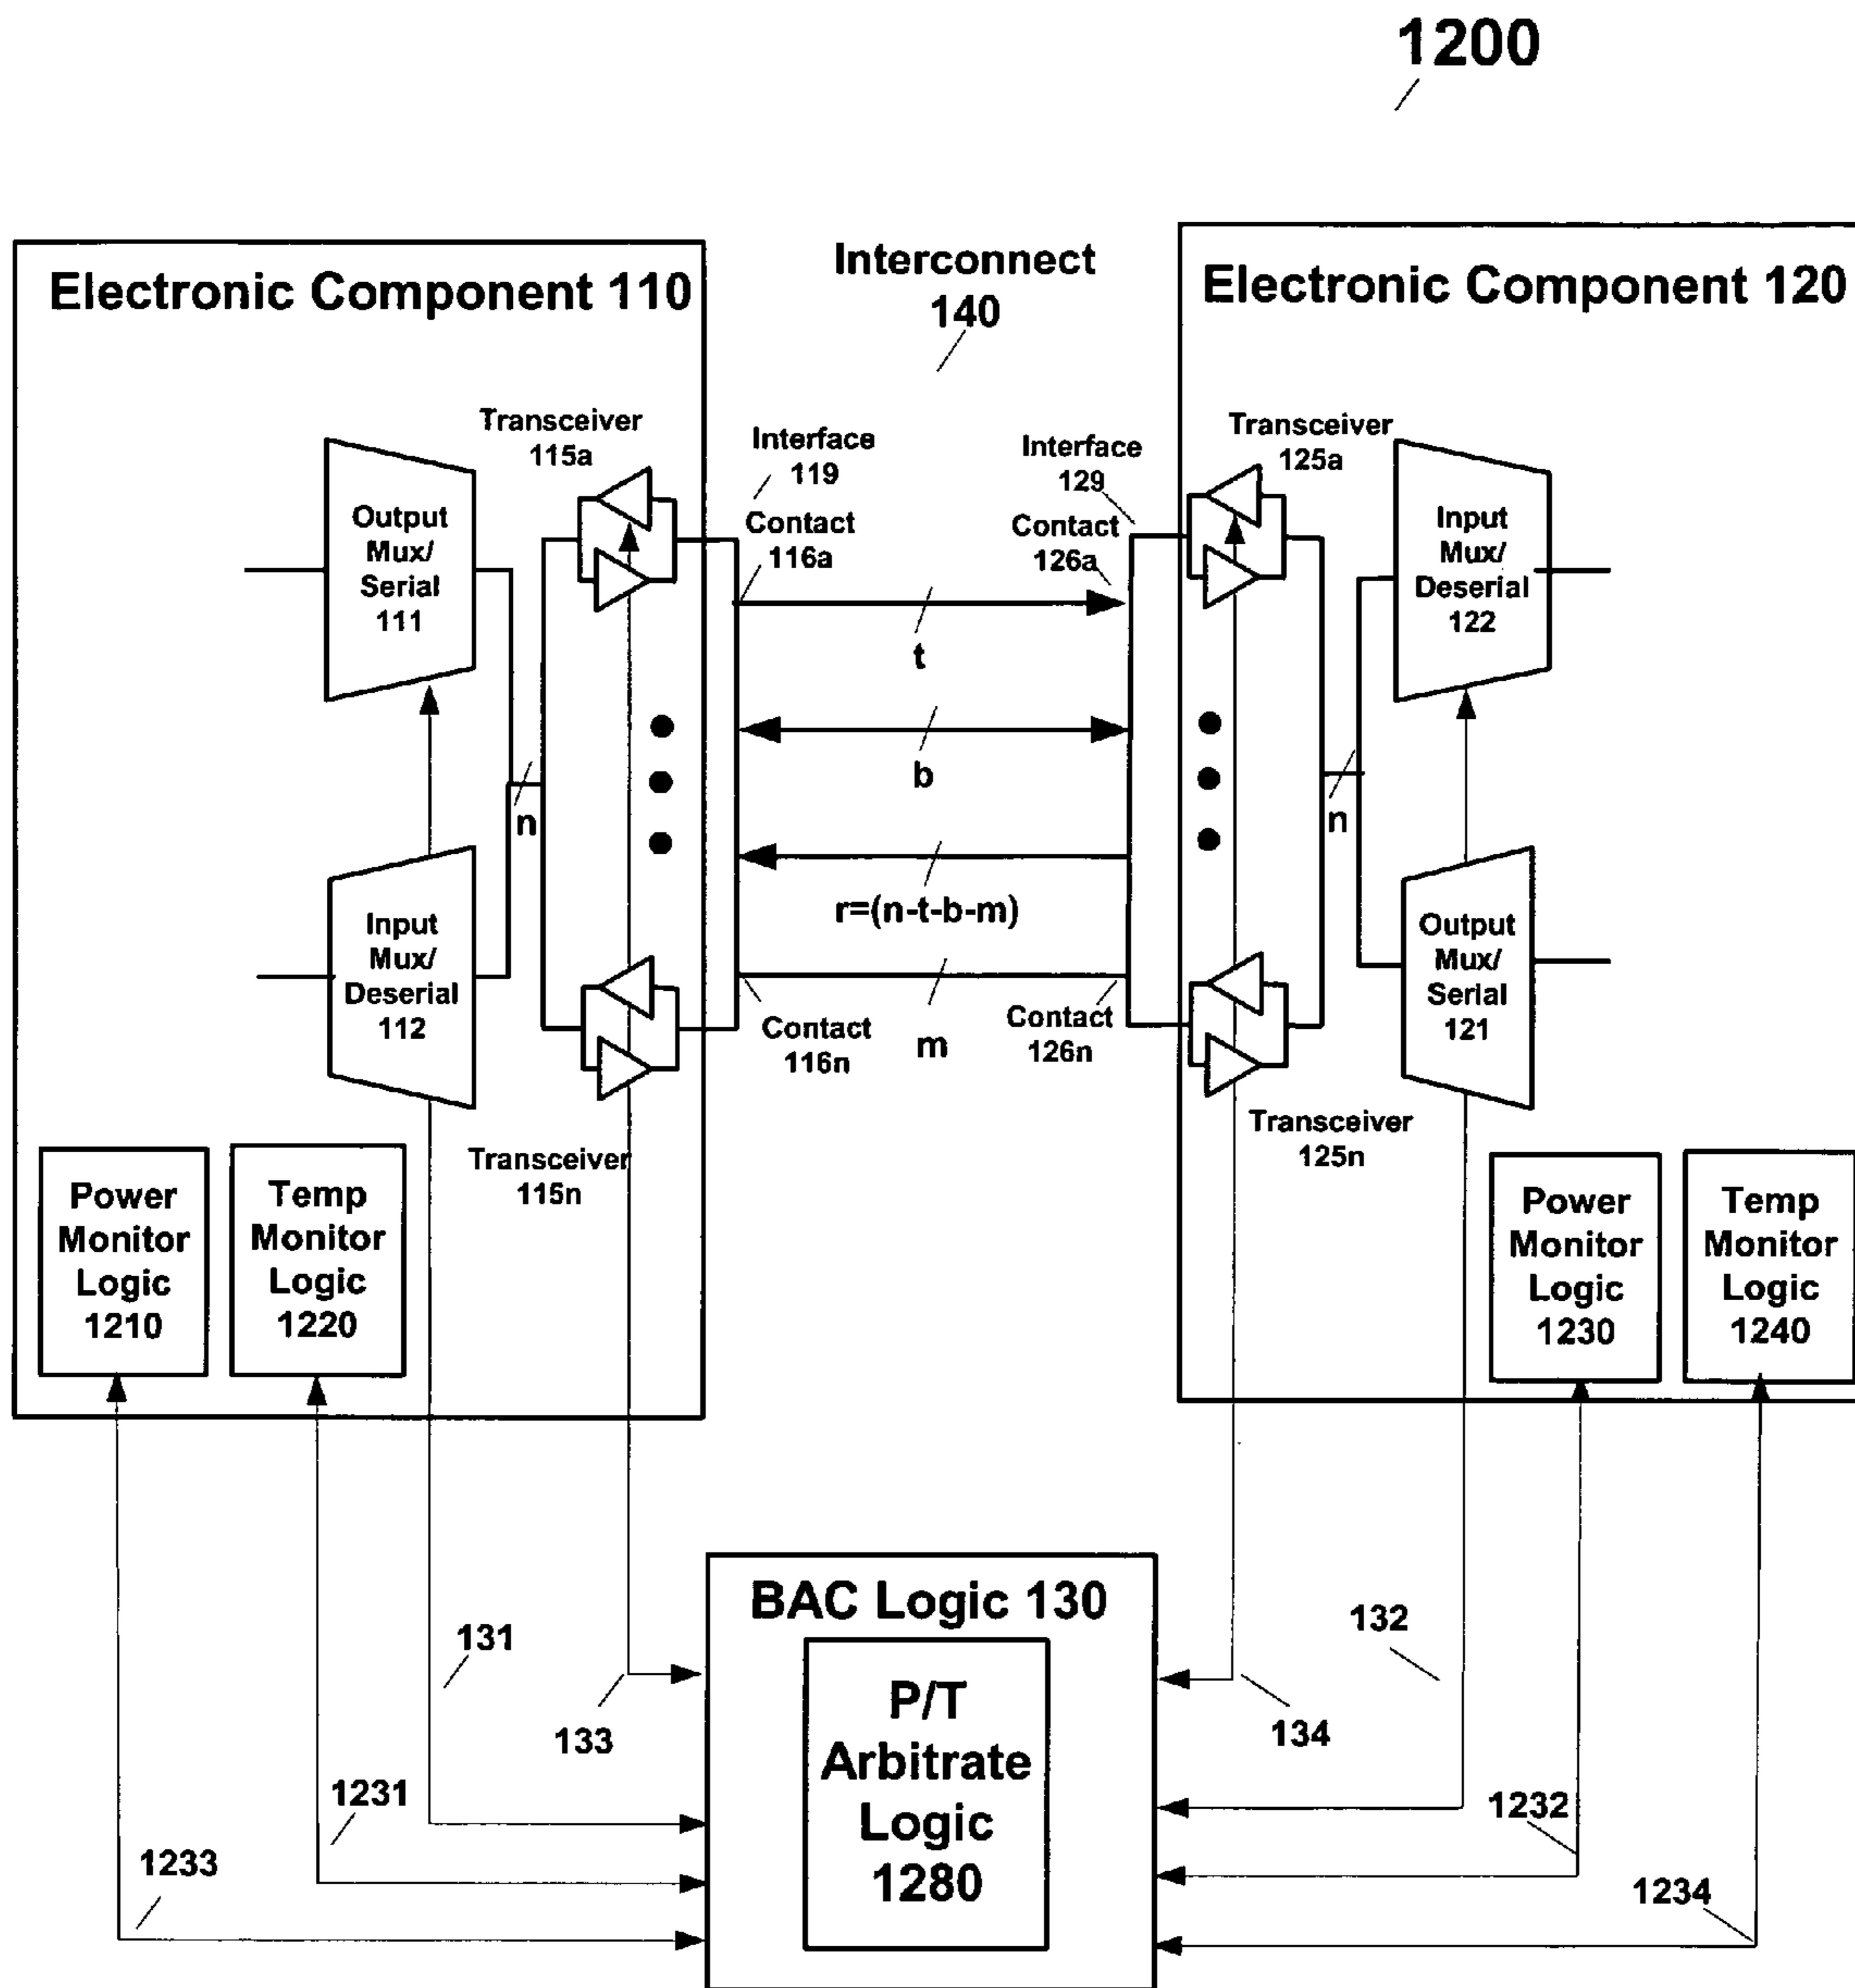 1200
Electronic Component 110
Interconnect
140
Electronic Component 120
Transceiver
115a
Interface
119
Interface
129
Transceiver
125a
Output
Mux/
Serial
111
Contact
116a
Contact
126a
Input
Mux/
Deserial
122
t
b
n
n
r=(n-t-b-m)
Input
Mux/
Deserial
112
Output
Mux/
Serial
121
Contact
116n
m
Contact
126n
Transceiver
115n
Transceiver
125n
Power
Monitor
Logic
1210
Temp
Monitor
Logic
1220
Power
Monitor
Logic
1230
Temp
Monitor
Logic
1240
BAC Logic 130
P/T
Arbitrate
Logic
1280
131
133
1231
1233
132
134
1232
1234